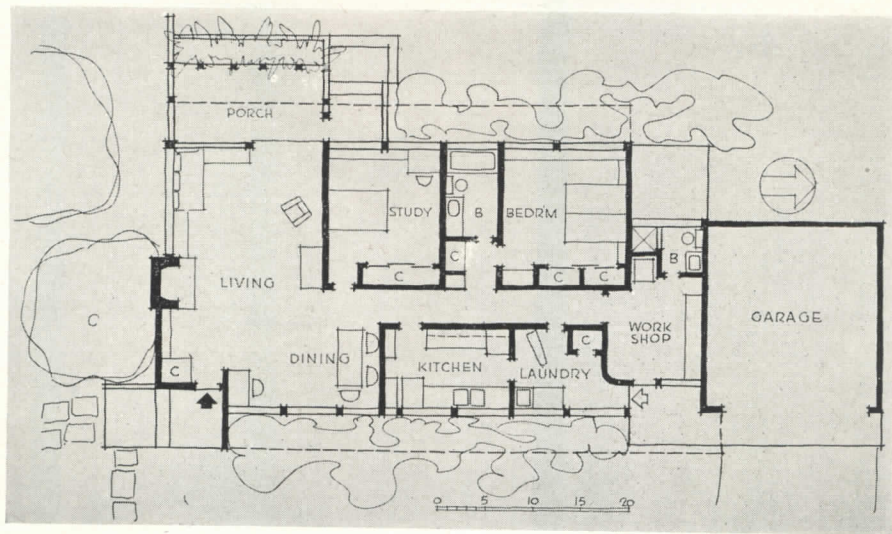 PORCH
STUDY
B
BEDR'M
C
C
C
C
B
LIVING
GARAGE
C
WORK
SHOP
DINING
KITCHEN
C
LAUNDRY
C
0 5 10 15 20